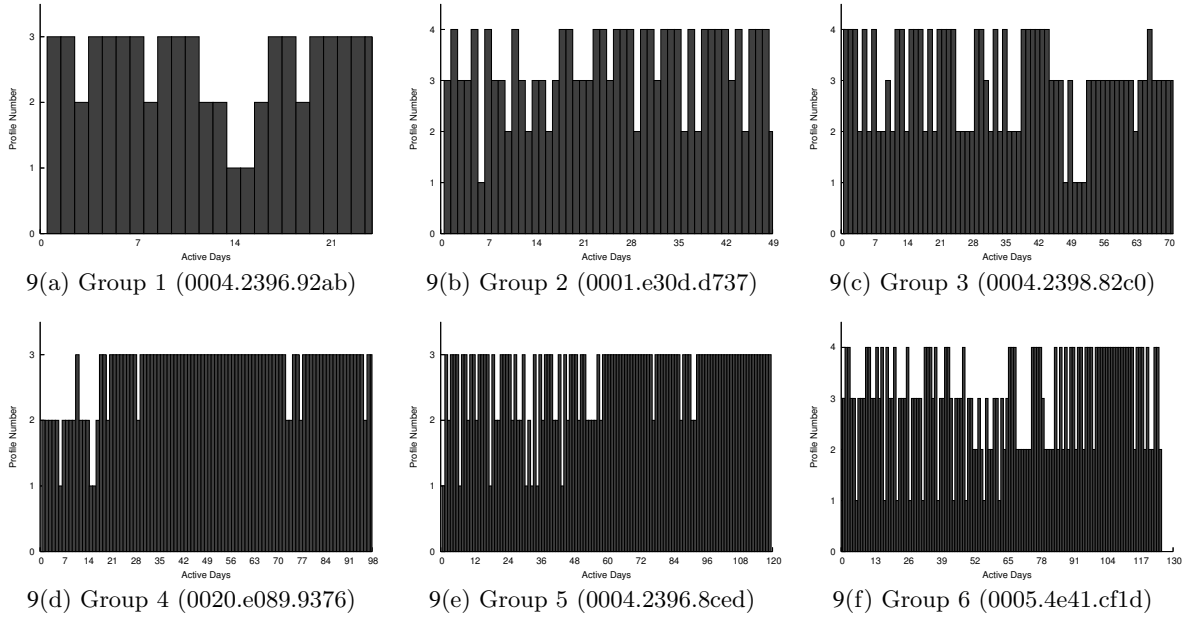 Profile Number
3
2
1
0
0 7 14 21
Active Days
9(a) Group 1 (0004.2396.92ab)
Profile Number
4
3
2
1
0
0 7 14 21 28 35 42 49
Active Days
9(b) Group 2 (0001.e30d.d737)
Profile Number
4
3
2
1
0
0 7 14 21 28 35 42 49 56 63 70
Active Days
9(c) Group 3 (0004.2398.82c0)
Profile Number
3
2
1
0
0 7 14 21 28 35 42 49 56 63 70 77 84 91 98
Active Days
9(d) Group 4 (0020.e089.9376)
Profile Number
3
2
1
0
0 12 24 36 48 60 72 84 96 108 120
Active Days
9(e) Group 5 (0004.2396.8ced)
Profile Number
4
3
2
1
0
0 13 26 39 52 65 78 91 104 117 130
Active Days
9(f) Group 6 (0005.4e41.cf1d)